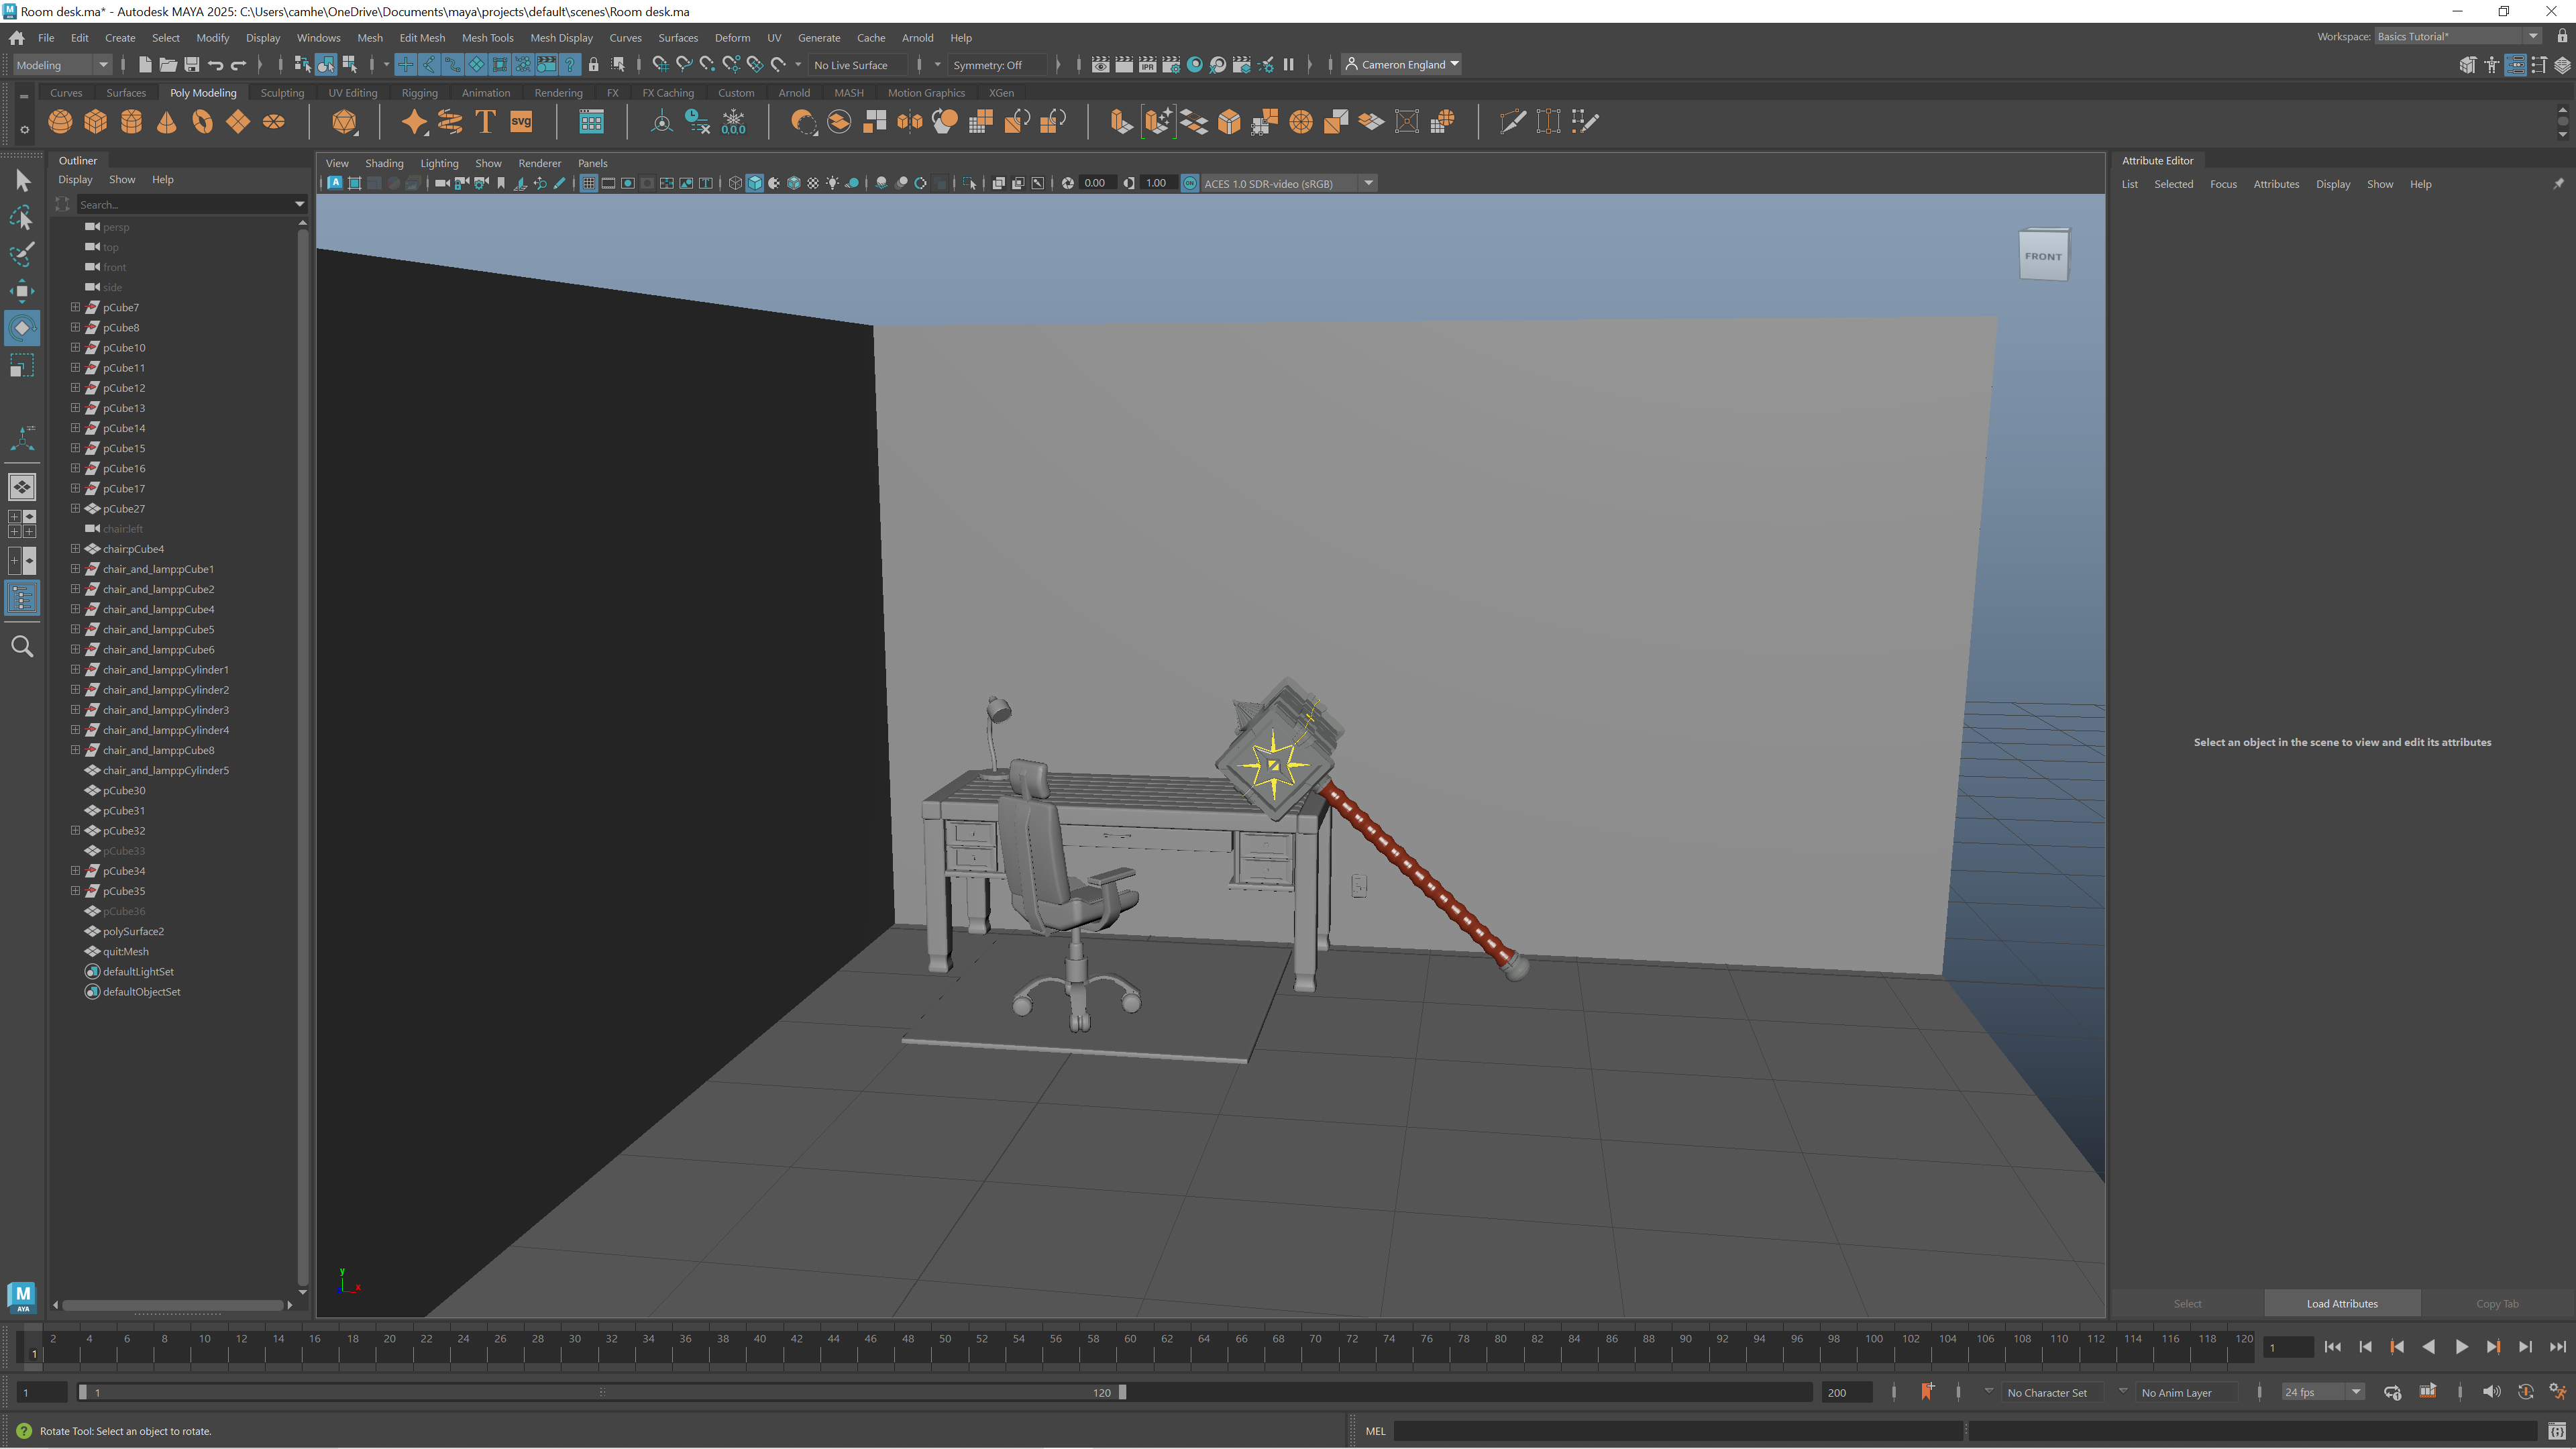 Room desk.ma* - Autodesk MAYA 2025: C:\Users\camhe\OneDrive\Documents\maya\projects\default\scenes\Room desk.ma
File Edit Create Select Modify Display Windows Mesh Edit Mesh Mesh Tools Mesh Display Curves Surfaces Deform UV Generate Cache Arnold Help
Workspace: Basics Tutorial*
Modeling No Live Surface Symmetry: Off IPR Cameron England
Curves Surfaces Poly Modeling Sculpting UV Editing Rigging Animation Rendering FX FX Caching Custom Arnold MASH Motion Graphics XGen
T SVG 0,0,0
Outliner
Display Show Help
Search...
persp
top
front
side
pCube7
pCube8
pCube10
pCube11
pCube12
pCube13
pCube14
pCube15
pCube16
pCube17
pCube27
chair:left
chair:pCube4
chair_and_lamp:pCube1
chair_and_lamp:pCube2
chair_and_lamp:pCube4
chair_and_lamp:pCube5
chair_and_lamp:pCube6
chair_and_lamp:pCylinder1
chair_and_lamp:pCylinder2
chair_and_lamp:pCylinder3
chair_and_lamp:pCylinder4
chair_and_lamp:pCube8
chair_and_lamp:pCylinder5
pCube30
pCube31
pCube32
pCube33
pCube34
pCube35
pCube36
polySurface2
quit:Mesh
defaultLightSet
defaultObjectSet
View Shading Lighting Show Renderer Panels
0.00 1.00 ON ACES 1.0 SDR-video (sRGB)
FRONT
y
x
Attribute Editor
List Selected Focus Attributes Display Show Help
Select an object in the scene to view and edit its attributes
Select Load Attributes Copy Tab
M
AYA
2 4 6 8 10 12 14 16 18 20 22 24 26 28 30 32 34 36 38 40 42 44 46 48 50 52 54 56 58 60 62 64 66 68 70 72 74 76 78 80 82 84 86 88 90 92 94 96 98 100 102 104 106 108 110 112 114 116 118 120
1 1
1 1 120 200 No Character Set No Anim Layer 24 fps
Rotate Tool: Select an object to rotate. MEL